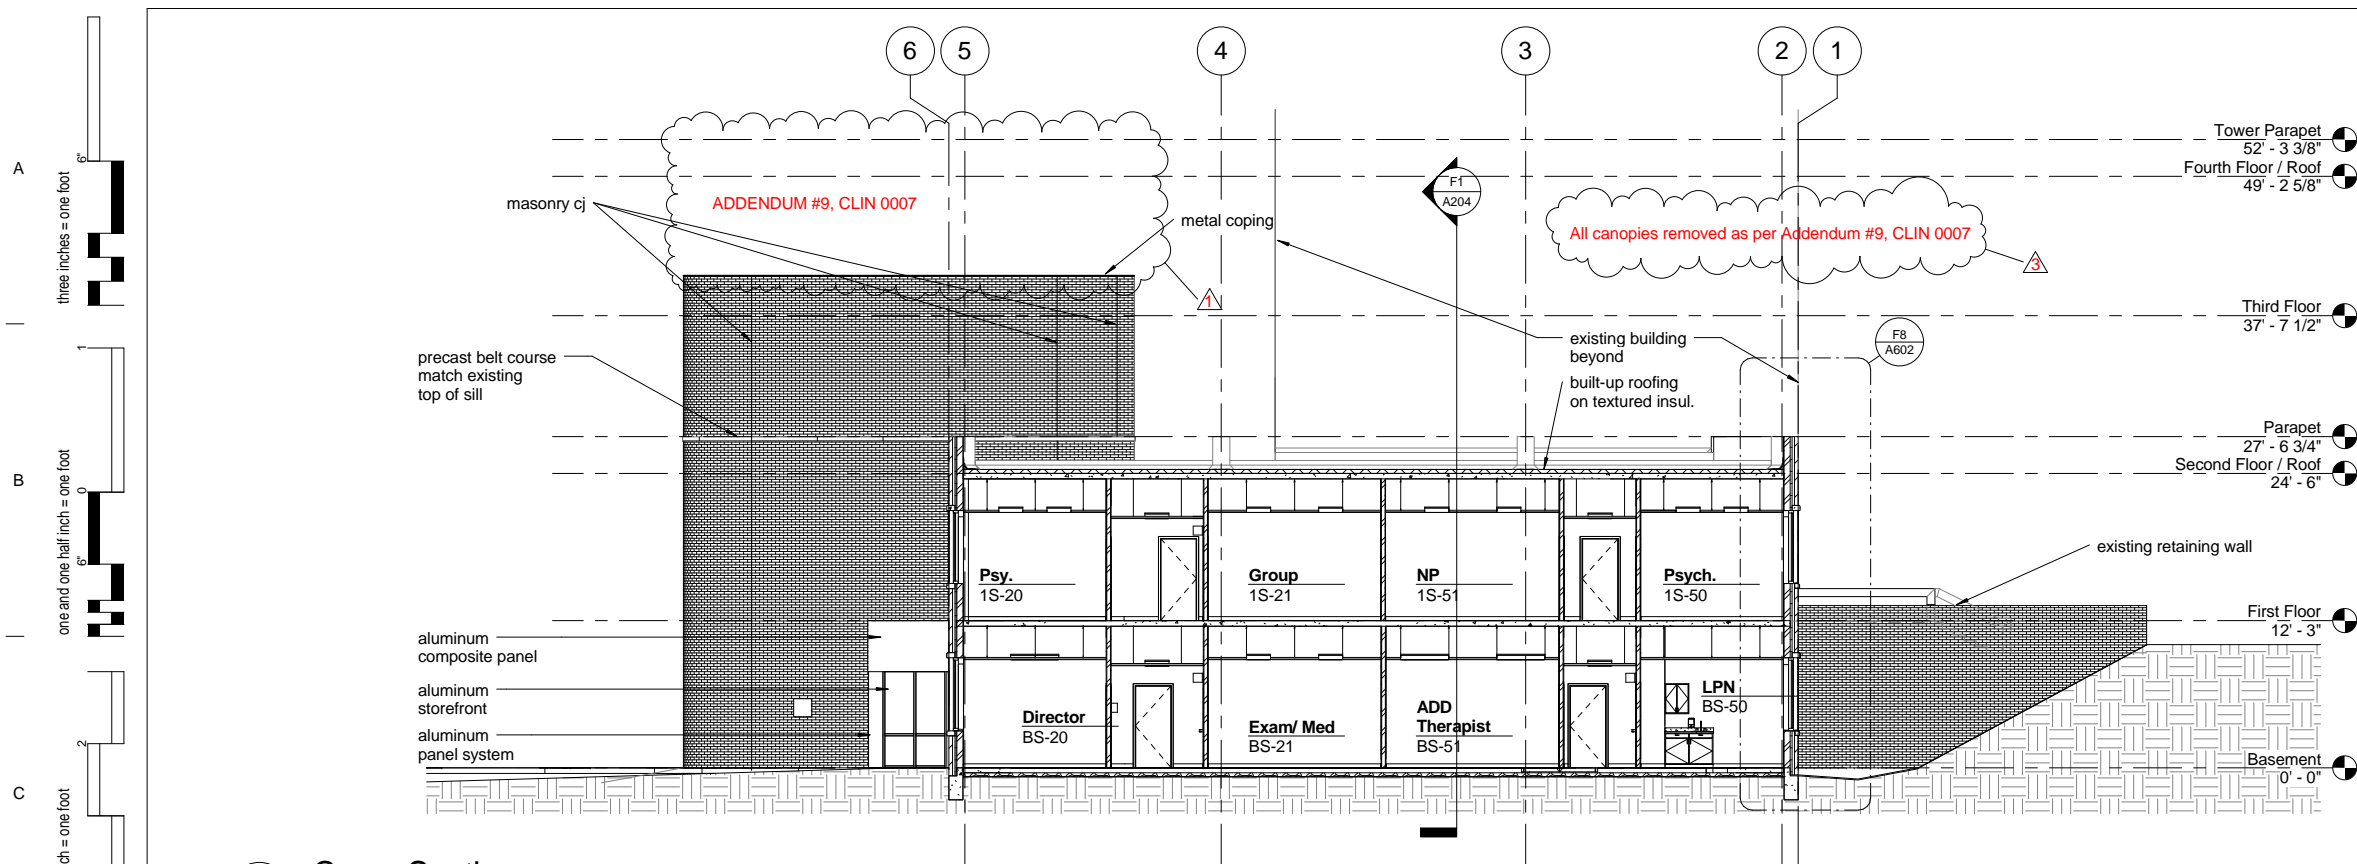 6
5
4
3
2
1
A
B
C
three inches = one foot
6"
one and one half inch = one foot
1
0
6"
2
ch = one foot
masonry cj
ADDENDUM #9, CLIN 0007
metal coping
1
F1
A204
All canopies removed as per Addendum #9, CLIN 0007
3
Tower Parapet
52' - 3 3/8"
Fourth Floor / Roof
49' - 2 5/8"
Third Floor
37' - 7 1/2"
F8
A602
existing building
beyond
built-up roofing
on textured insul.
precast belt course
match existing
top of sill
Parapet
27' - 6 3/4"
Second Floor / Roof
24' - 6"
existing retaining wall
Psy.
1S-20
Group
1S-21
NP
1S-51
Psych.
1S-50
First Floor
12' - 3"
aluminum
composite panel
aluminum
storefront
aluminum
panel system
Director
BS-20
Exam/ Med
BS-21
ADD
Therapist
BS-51
LPN
BS-50
Basement
0' - 0"